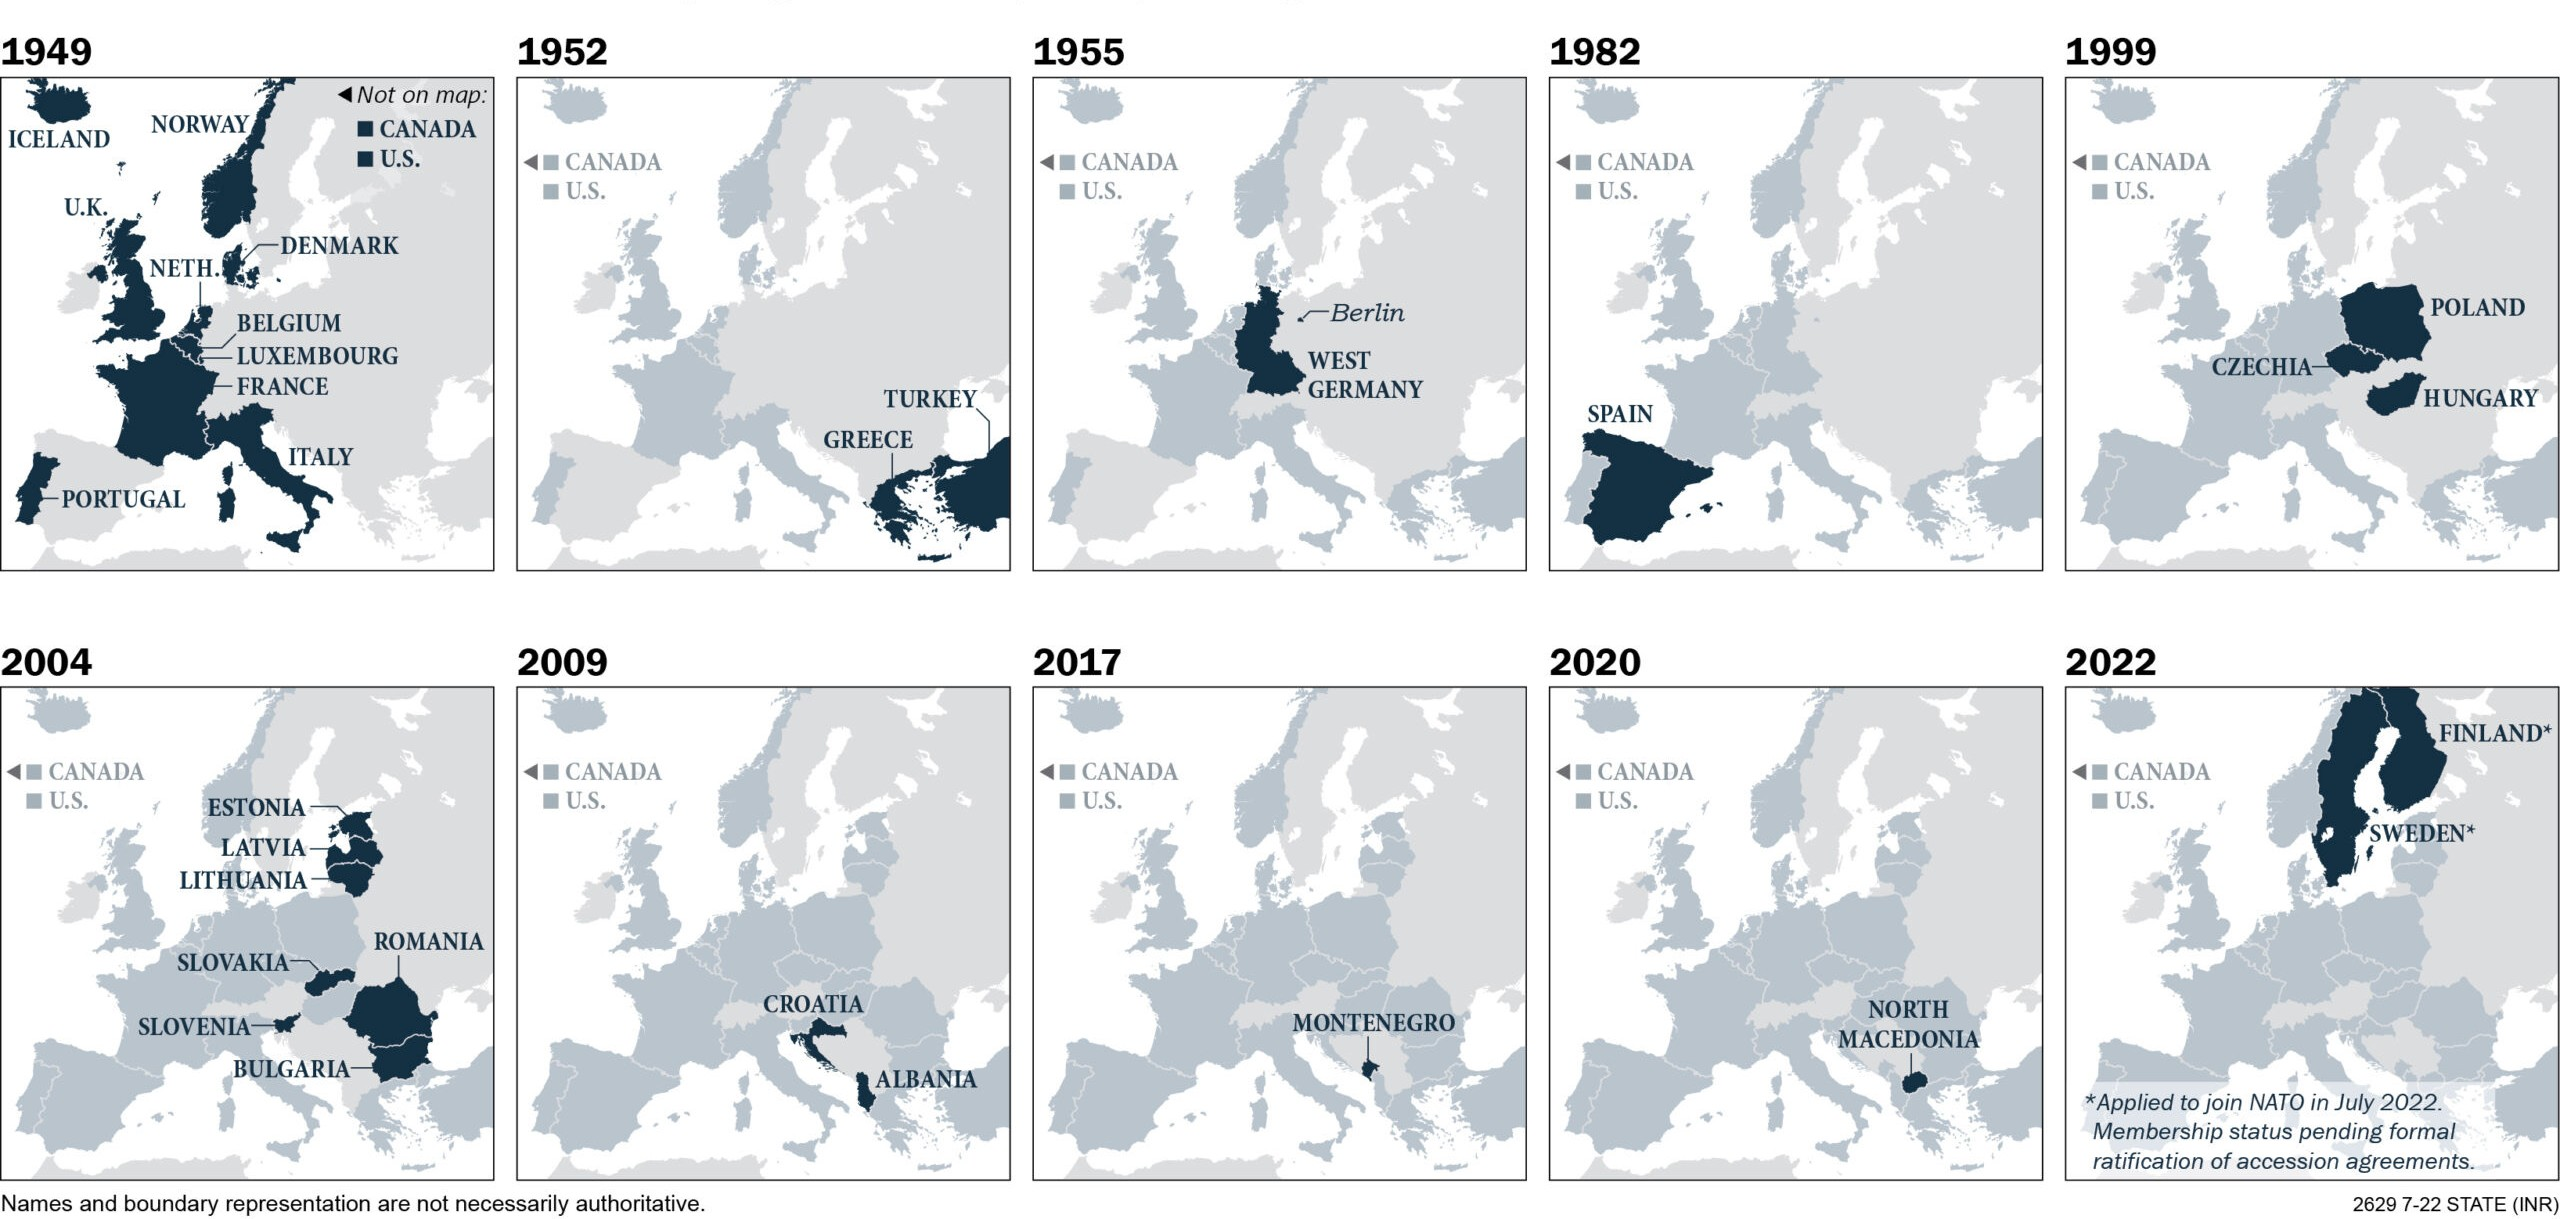 1949
ICELAND
NORWAY
Not on map:
CANADA
U.S.
U.K.
DENMARK
NETH.
BELGIUM
LUXEMBOURG
FRANCE
ITALY
PORTUGAL
1952
CANADA
U.S.
TURKEY
GREECE
1955
CANADA
U.S.
Berlin
WEST
GERMANY
1982
CANADA
U.S.
SPAIN
1999
CANADA
U.S.
POLAND
CZECHIA
HUNGARY
2004
CANADA
U.S.
ESTONIA
LATVIA
LITHUANIA
ROMANIA
SLOVAKIA
SLOVENIA
BULGARIA
2009
CANADA
U.S.
CROATIA
ALBANIA
2017
CANADA
U.S.
MONTENEGRO
2020
CANADA
U.S.
NORTH
MACEDONIA
2022
FINLAND*
CANADA
U.S.
SWEDEN*
*Applied to join NATO in July 2022.
Membership status pending formal
ratification of accession agreements.
Names and boundary representation are not necessarily authoritative.
2629 7-22 STATE (INR)